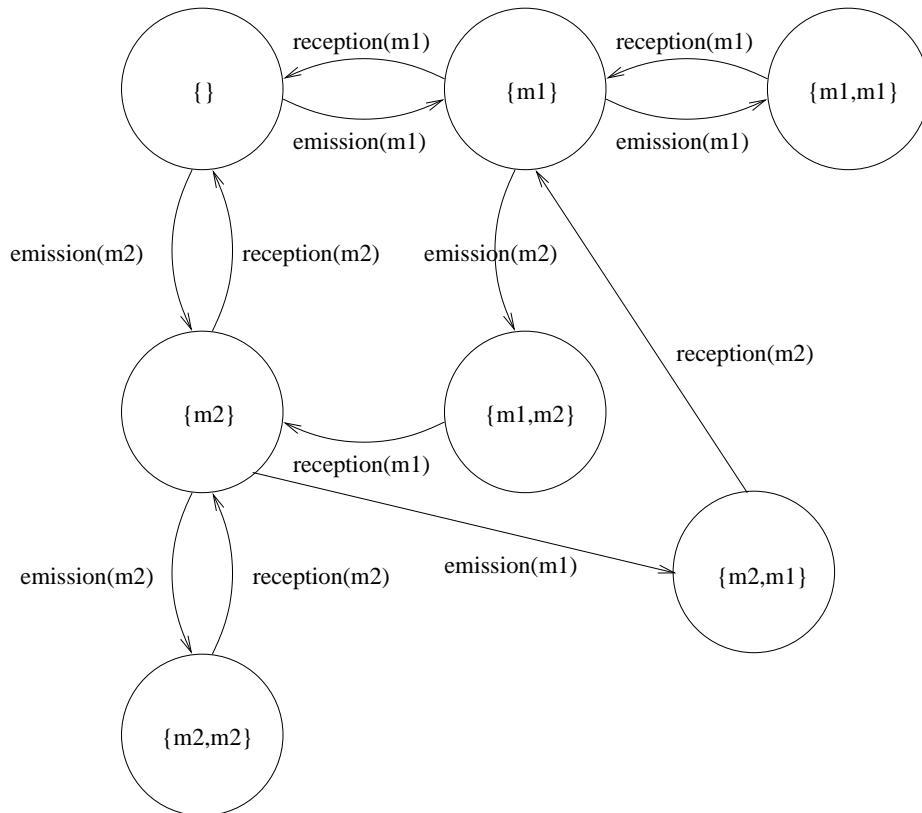 reception(m1)
reception(m1)
{}
{m1}
{m1,m1}
emission(m1)
emission(m1)
emission(m2)
reception(m2)
emission(m2)
reception(m2)
{m2}
{m1,m2}
reception(m1)
emission(m1)
emission(m2)
reception(m2)
{m2,m1}
{m2,m2}